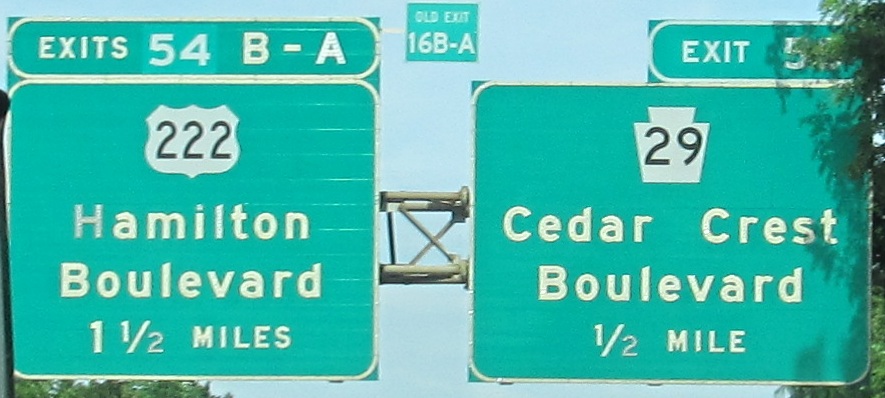 EXITS 54 B-A
OLD EXIT
16B-A
EXIT
222
Hamilton
Boulevard
1 1/2 MILES
29
Cedar Crest
Boulevard
1/2 MILE